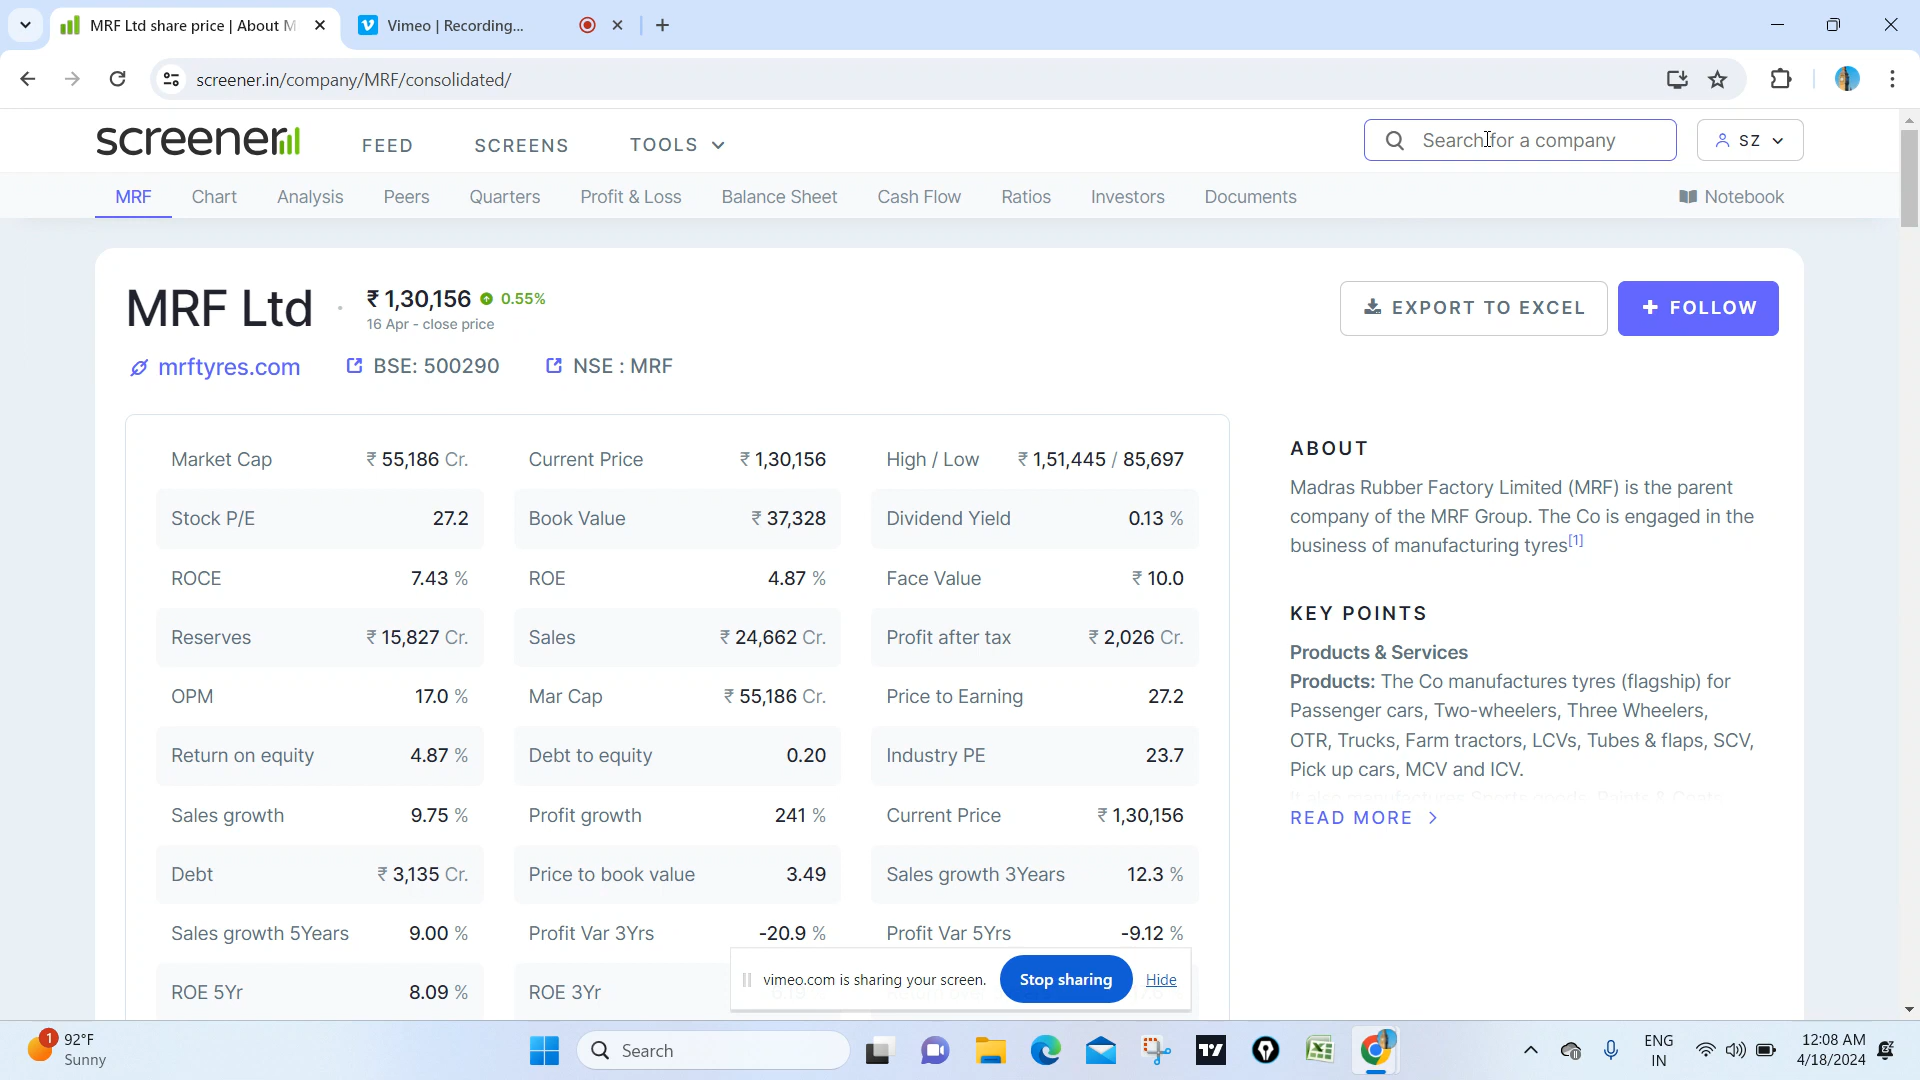 MRF Ltd share price | About M
Vimeo | Recording...
screener.in/company/MRF/consolidated/
screener
FEED SCREENS TOOLS
Search for a company
SZ
MRF Chart Analysis Peers Quarters Profit & Loss Balance Sheet Cash Flow Ratios Investors Documents Notebook
MRF Ltd
₹ 1,30,156 0.55%
16 Apr - close price
EXPORT TO EXCEL
+ FOLLOW
mrftyres.com BSE: 500290 NSE : MRF
Market Cap ₹ 55,186 Cr. Current Price ₹ 1,30,156 High / Low ₹ 1,51,445 / 85,697
Stock P/E 27.2 Book Value ₹ 37,328 Dividend Yield 0.13 %
ROCE 7.43 % ROE 4.87 % Face Value ₹ 10.0
Reserves ₹ 15,827 Cr. Sales ₹ 24,662 Cr. Profit after tax ₹ 2,026 Cr.
OPM 17.0 % Mar Cap ₹ 55,186 Cr. Price to Earning 27.2
Return on equity 4.87 % Debt to equity 0.20 Industry PE 23.7
Sales growth 9.75 % Profit growth 241 % Current Price ₹ 1,30,156
Debt ₹ 3,135 Cr. Price to book value 3.49 Sales growth 3Years 12.3 %
Sales growth 5Years 9.00 % Profit Var 3Yrs -20.9 % Profit Var 5Yrs -9.12 %
ROE 5Yr 8.09 % ROE 3Yr
ABOUT
Madras Rubber Factory Limited (MRF) is the parent
company of the MRF Group. The Co is engaged in the
business of manufacturing tyres[1]
KEY POINTS
Products & Services
Products: The Co manufactures tyres (flagship) for
Passenger cars, Two-wheelers, Three Wheelers,
OTR, Trucks, Farm tractors, LCVs, Tubes & flaps, SCV,
Pick up cars, MCV and ICV.
READ MORE
vimeo.com is sharing your screen. Stop sharing Hide
1
92°F
Sunny
Search
ENG
IN
12:08 AM
4/18/2024